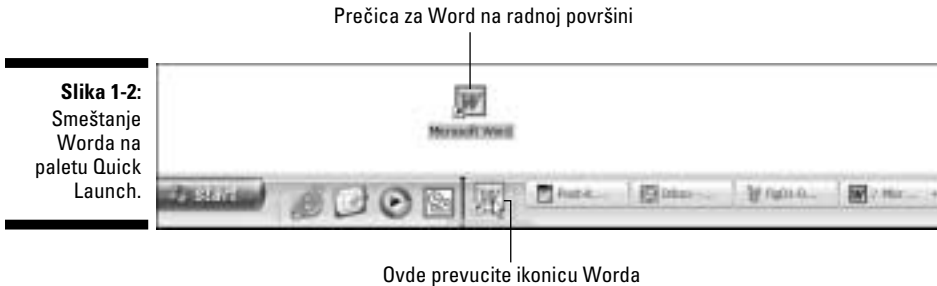 Prečica za Word na radnoj površini
Slika 1-2:
Smeštanje
Worda na
paletu Quick
Launch.
Microsoft Word
start
Inbox
Ovde prevucite ikonicu Worda